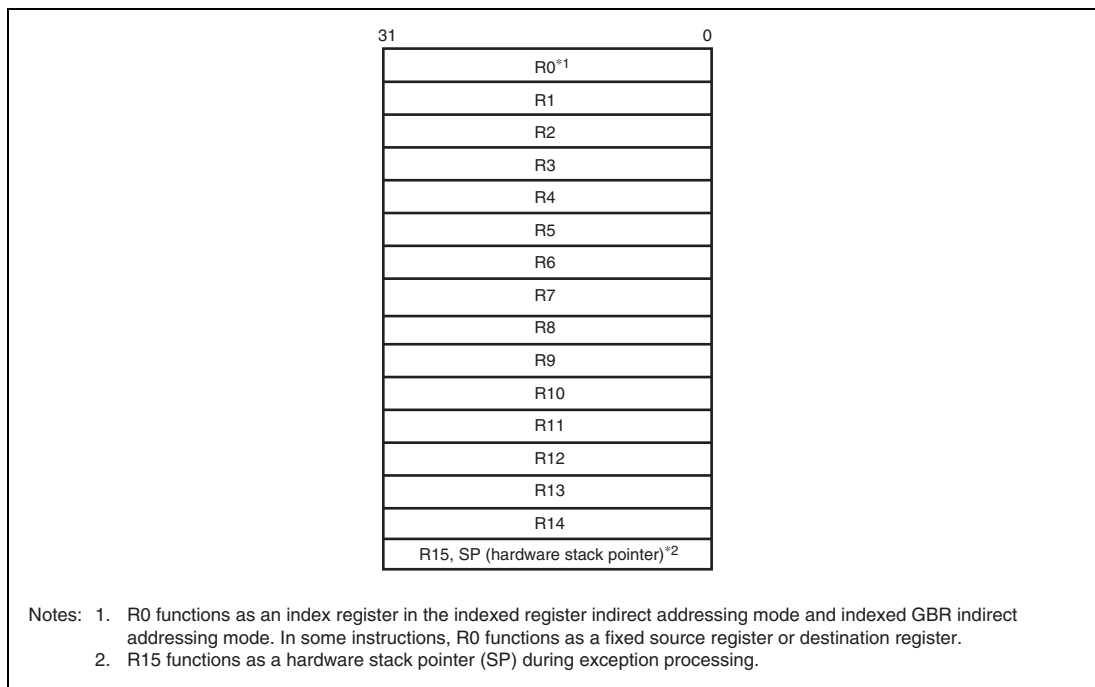 31 0
R0*1
R1
R2
R3
R4
R5
R6
R7
R8
R9
R10
R11
R12
R13
R14
R15, SP (hardware stack pointer)*2
Notes: 1. R0 functions as an index register in the indexed register indirect addressing mode and indexed GBR indirect
addressing mode. In some instructions, R0 functions as a fixed source register or destination register.
2. R15 functions as a hardware stack pointer (SP) during exception processing.